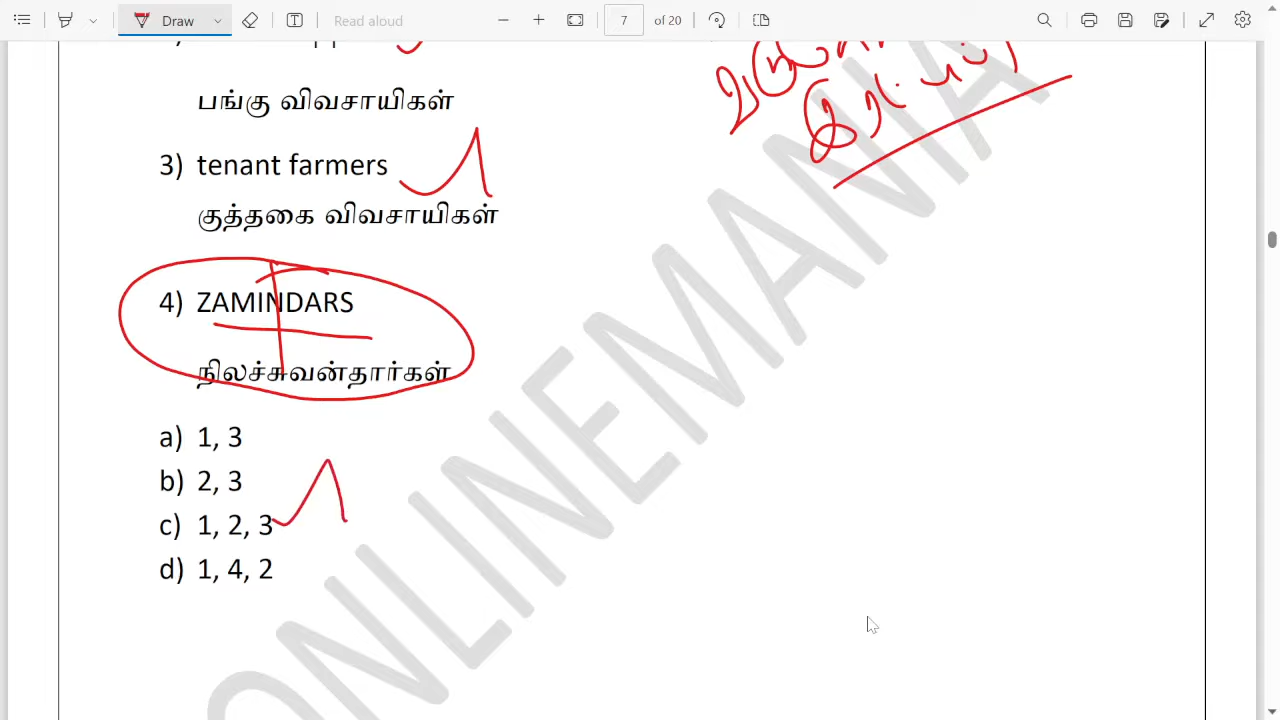 Draw
Read aloud
7
of 20
பங்கு விவசாயிகள்
3) tenant farmers
குத்தகை விவசாயிகள்
4) ZAMINDARS
நிலச்சுவன்தார்கள்
a) 1, 3
b) 2, 3
c) 1, 2, 3
d) 1, 4, 2
ONLINEMANIA